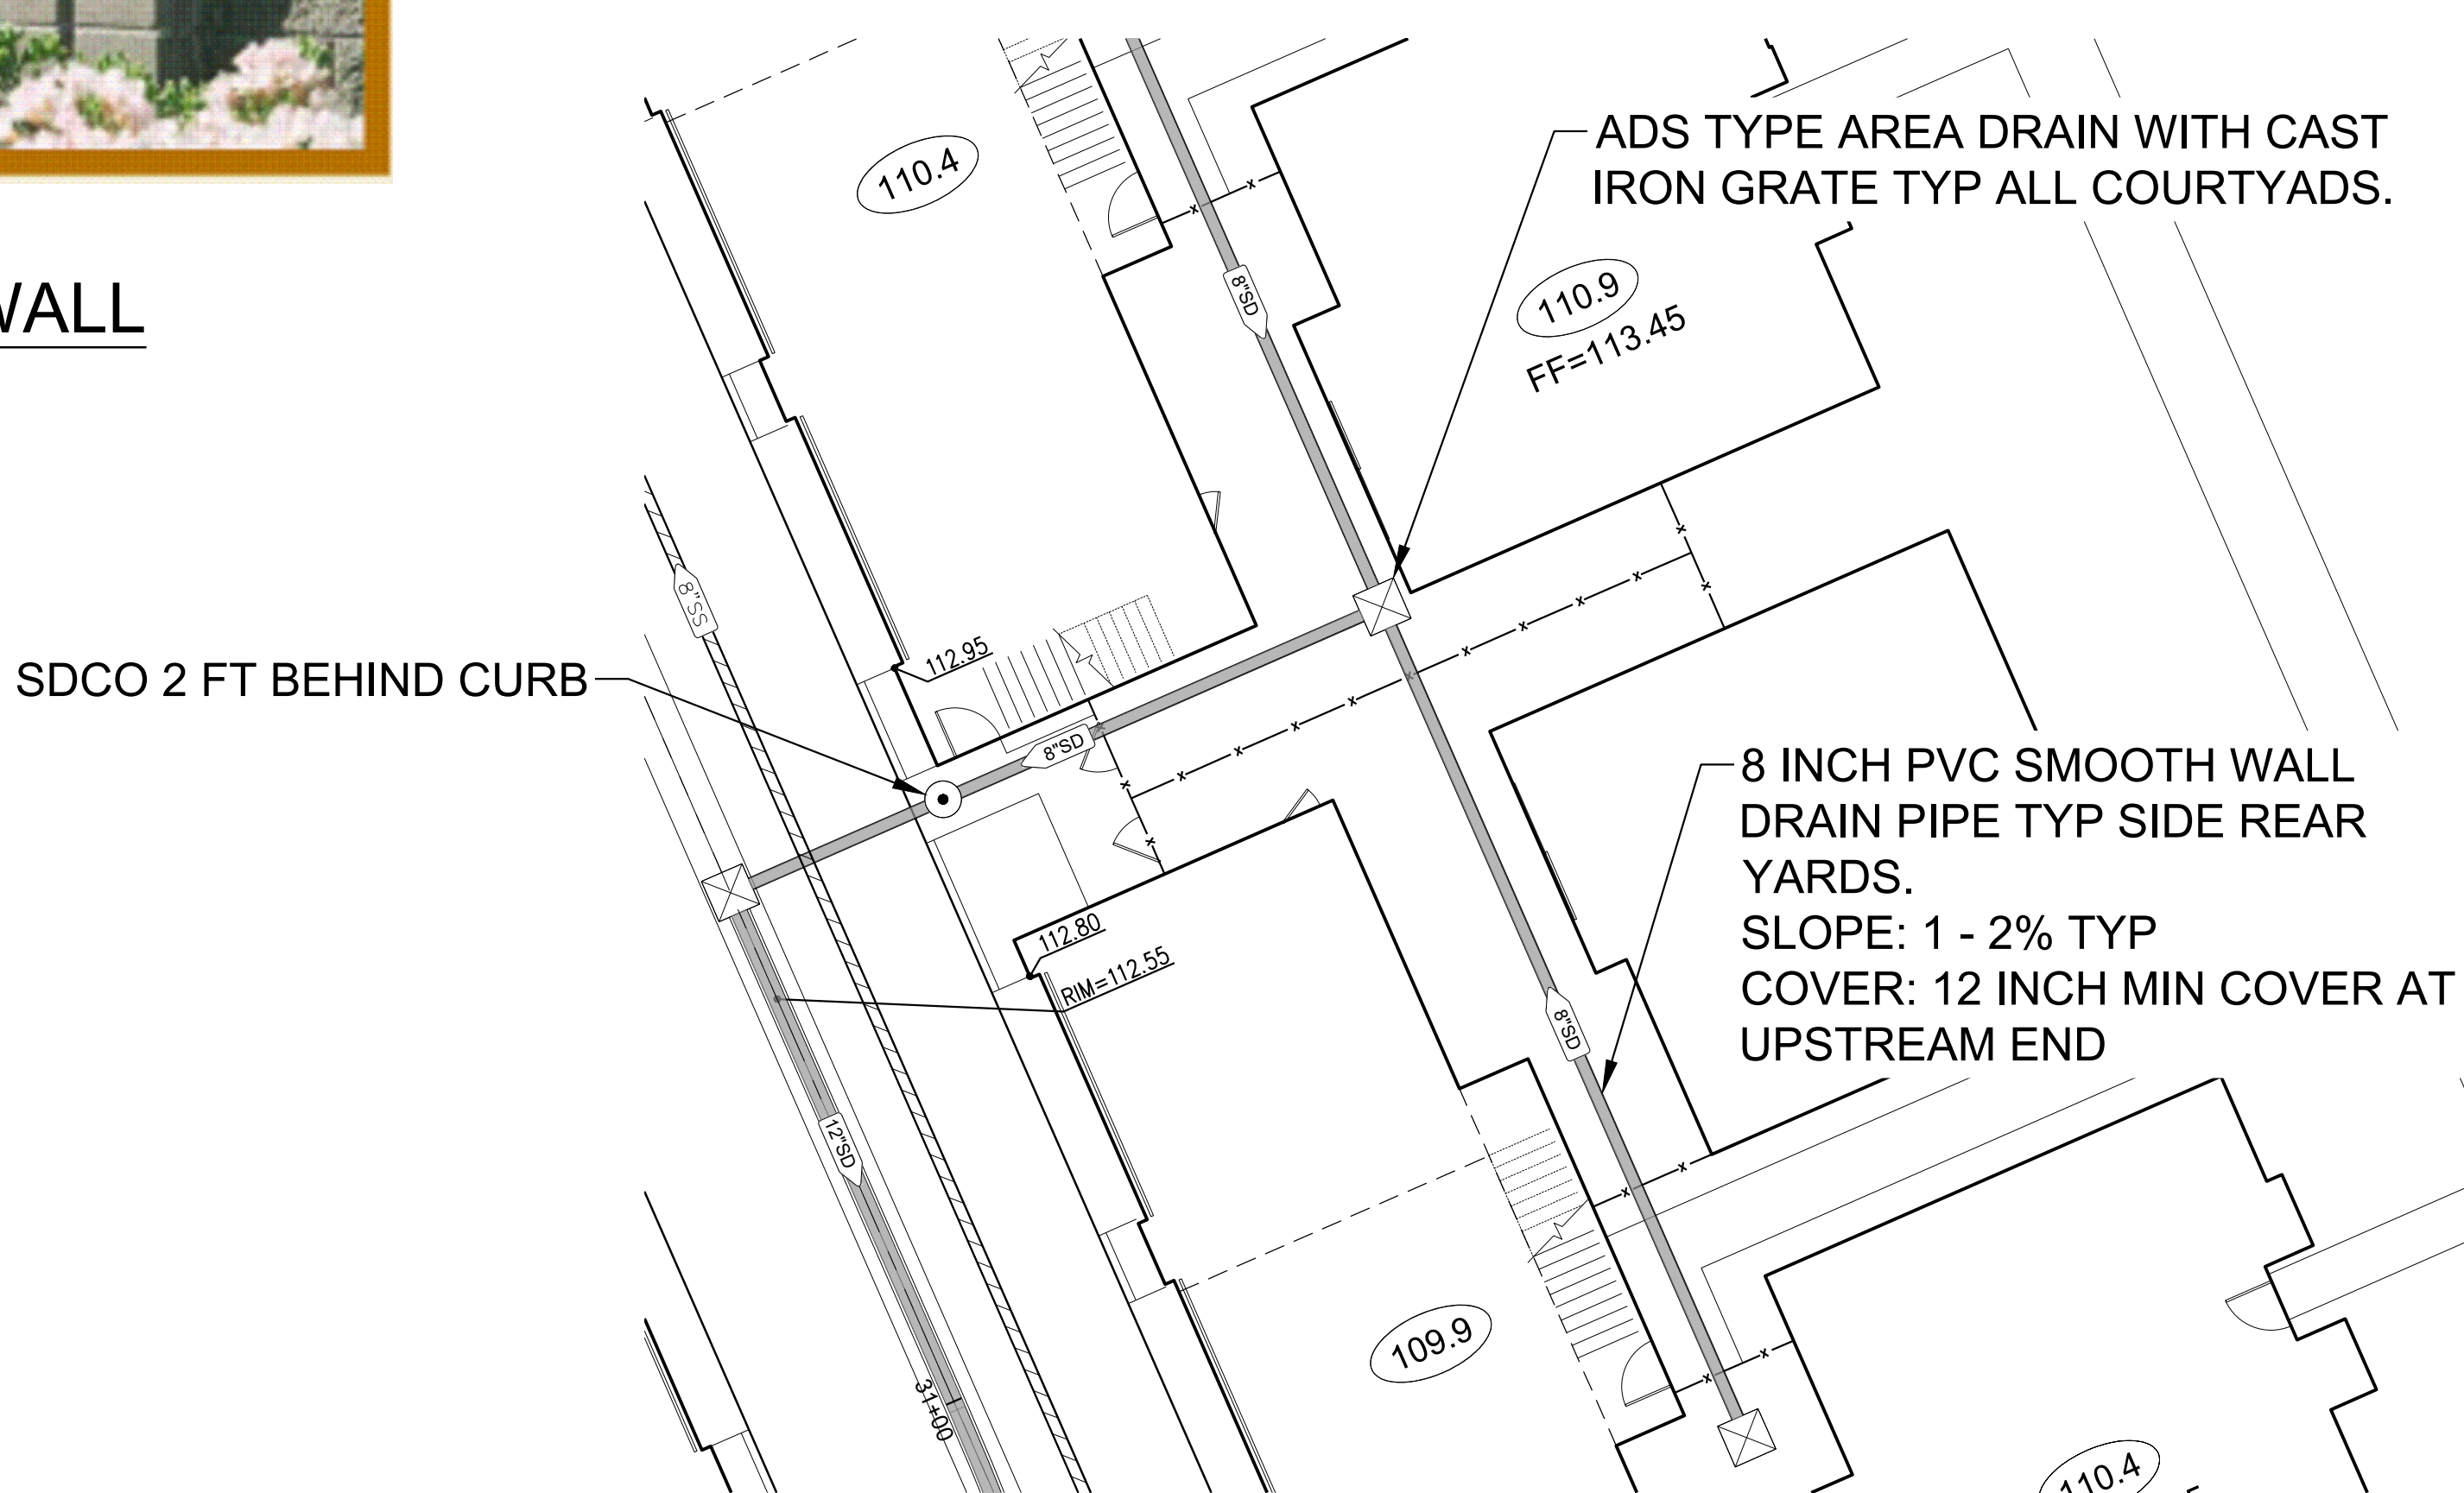 WALL
110.4
ADS TYPE AREA DRAIN WITH CAST
IRON GRATE TYP ALL COURTYADS.
8"SD
110.9
FF=113.45
8"SS
SDCO 2 FT BEHIND CURB
112.95
8"SD
8 INCH PVC SMOOTH WALL
DRAIN PIPE TYP SIDE REAR
YARDS.
SLOPE: 1 - 2% TYP
COVER: 12 INCH MIN COVER AT
UPSTREAM END
112.80
RIM=112.55
8"SD
12"SD
109.9
31+00
110.4